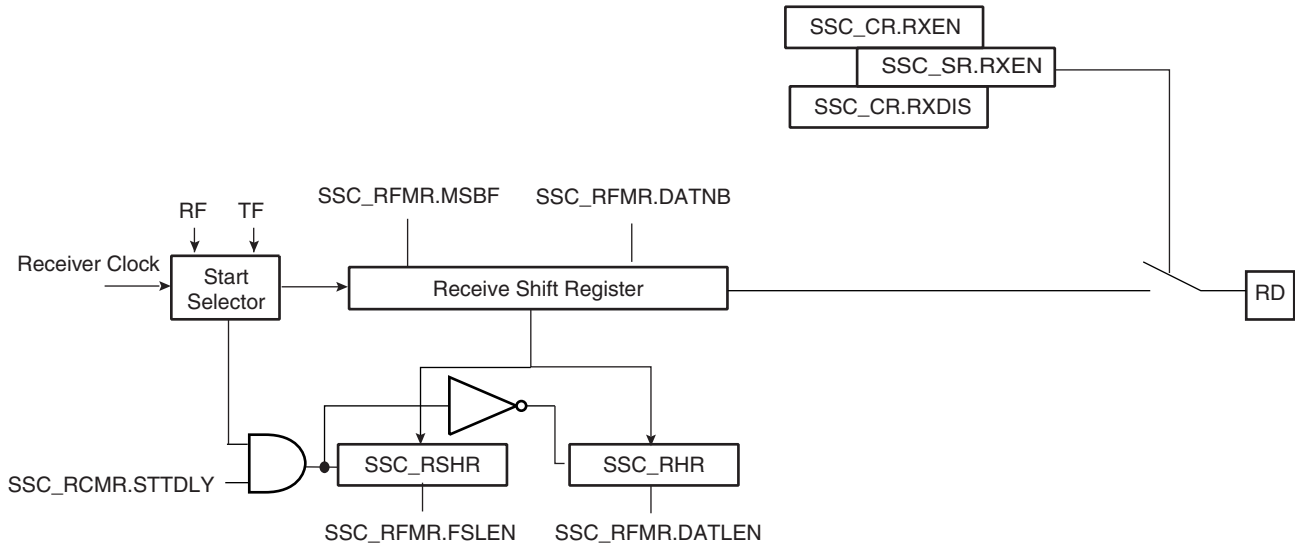 SSC_CR.RXEN
SSC_SR.RXEN
SSC_CR.RXDIS
SSC_RFMR.MSBF
SSC_RFMR.DATNB
RF
TF
Receiver Clock
Start
Selector
Receive Shift Register
RD
SSC_RSHR
SSC_RHR
SSC_RCMR.STTDLY
SSC_RFMR.FSLEN
SSC_RFMR.DATLEN